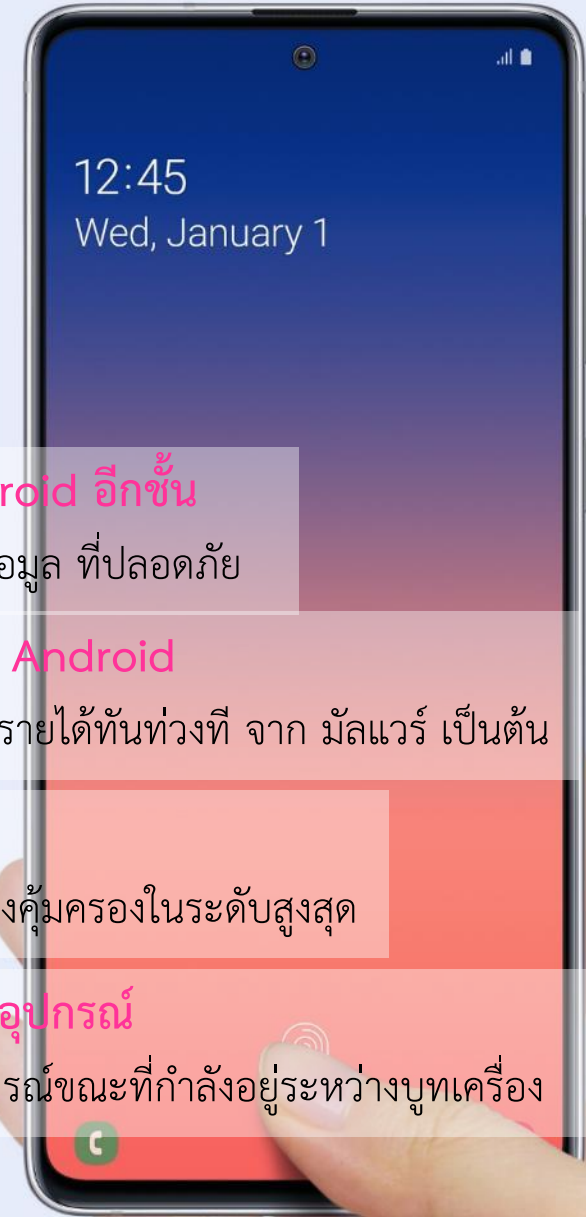 12:45
Wed, January 1
roid อีกชั้น
อมูล ที่ปลอดภัย
Android
รายได้ทันท่วงที จาก มัลแวร์ เป็นต้น
งคุ้มครองในระดับสูงสุด
อุปกรณ์
รณ์ขณะที่กำลังอยู่ระหว่างบูทเครื่อง